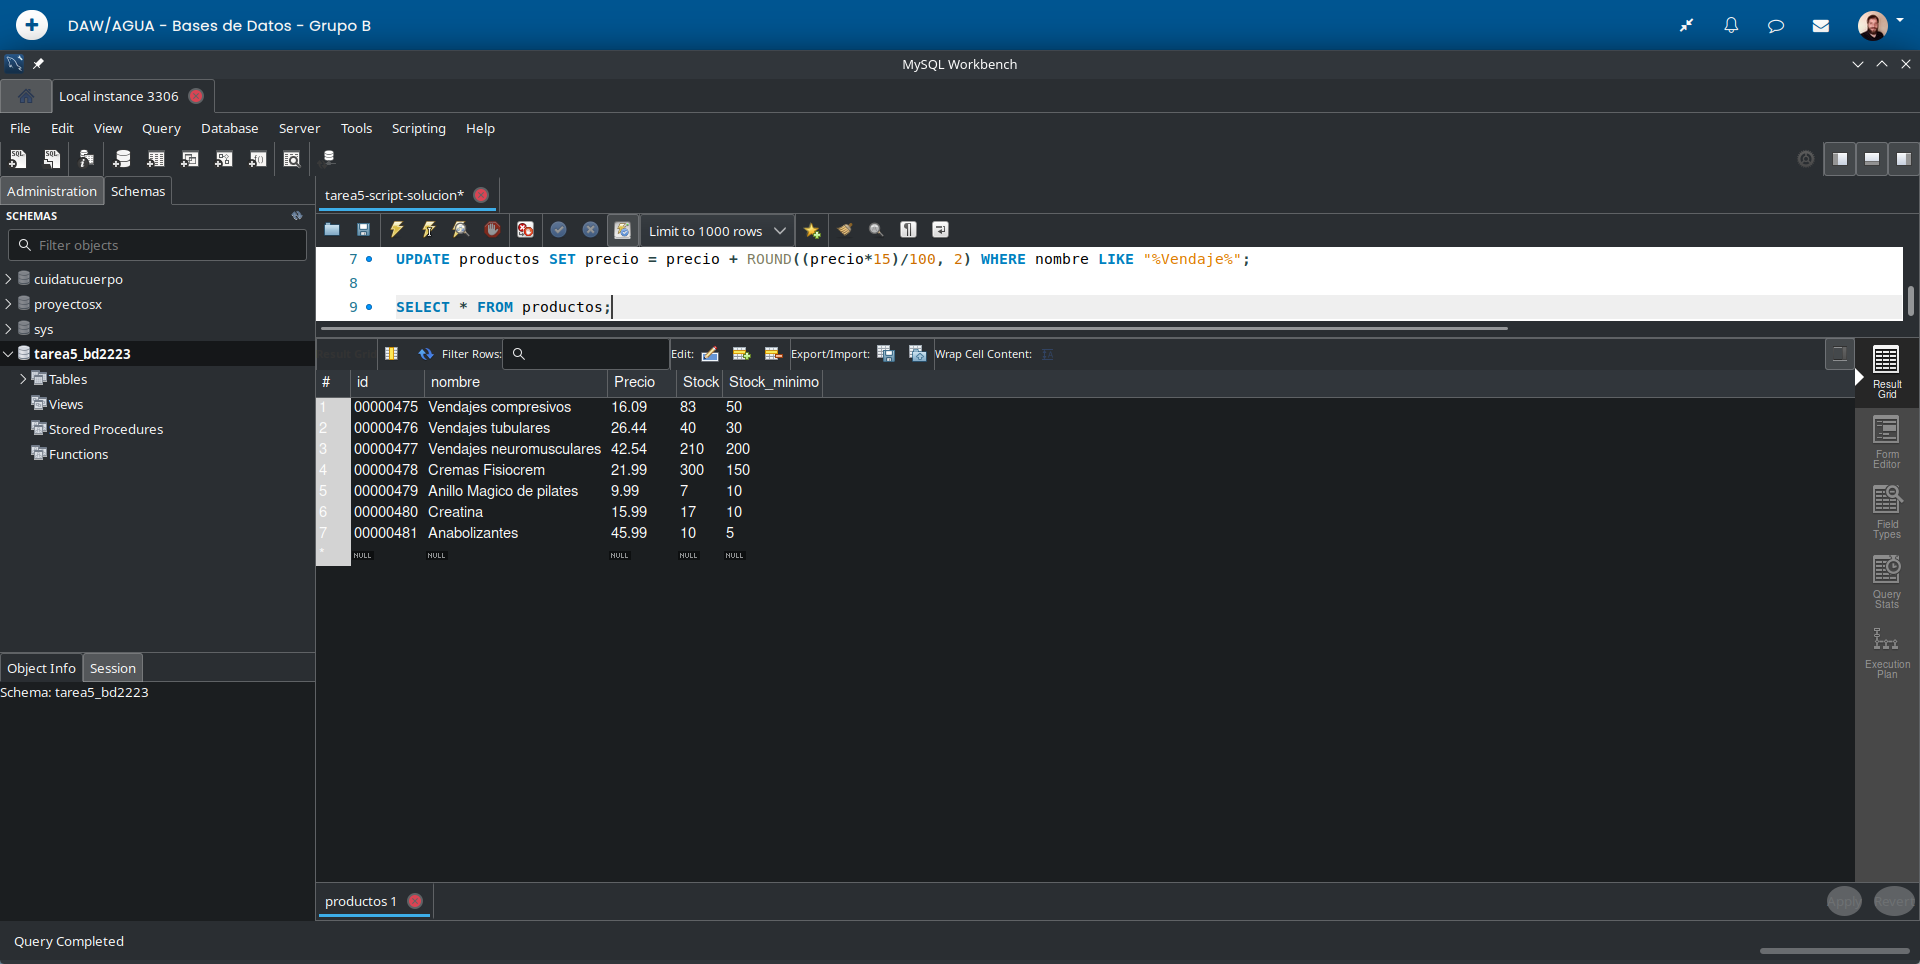 DAW/AGUA - Bases de Datos - Grupo B
MySQL Workbench
Local instance 3306
File Edit View Query Database Server Tools Scripting Help
Administration Schemas
tarea5-script-solucion*
SCHEMAS
Filter objects
Limit to 1000 rows
cuidatucuerpo
proyectosx
sys
tarea5_bd2223
Tables
Views
Stored Procedures
Functions
7 UPDATE productos SET precio = precio + ROUND((precio*15)/100, 2) WHERE nombre LIKE "%Vendaje%";
8
9 SELECT * FROM productos;
Filter Rows: Edit: Export/Import: Wrap Cell Content:
# id nombre Precio Stock Stock_minimo
1 00000475 Vendajes compresivos 16.09 83 50
2 00000476 Vendajes tubulares 26.44 40 30
3 00000477 Vendajes neuromusculares 42.54 210 200
4 00000478 Cremas Fisiocrem 21.99 300 150
5 00000479 Anillo Magico de pilates 9.99 7 10
6 00000480 Creatina 15.99 17 10
7 00000481 Anabolizantes 45.99 10 5
* NULL NULL NULL NULL NULL
Result Grid
Form Editor
Field Types
Query Stats
Execution Plan
Object Info Session
Schema: tarea5_bd2223
productos 1
Apply Revert
Query Completed